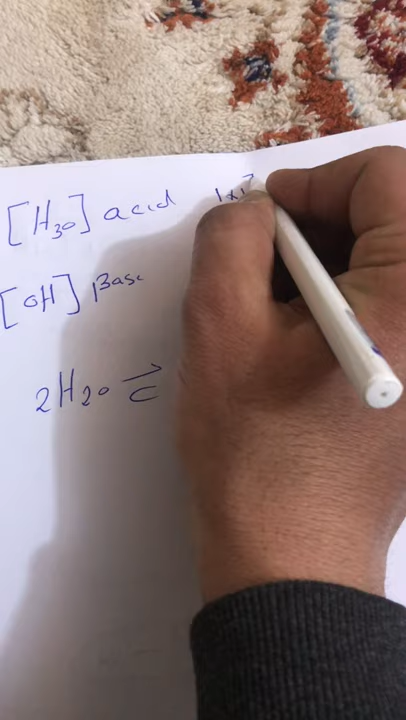 [H₃O] acid
[OH] Base
2H₂O ⇌